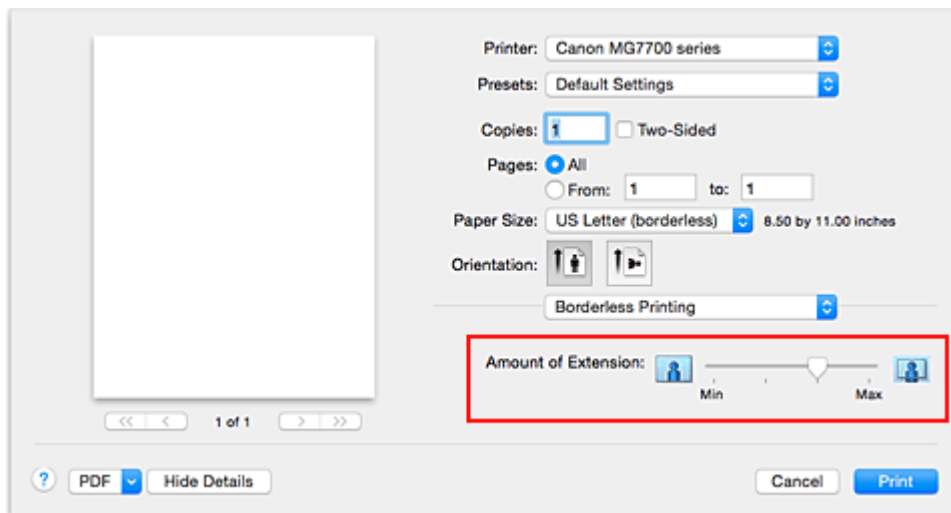 Printer: Canon MG7700 series
Presets: Default Settings
Copies: 1 Two-Sided
Pages: All
From: 1 to: 1
Paper Size: US Letter (borderless) 8.50 by 11.00 inches
Orientation:
Borderless Printing
Amount of Extension:
Min Max
<< < 1 of 1 > >>
? PDF Hide Details Cancel Print